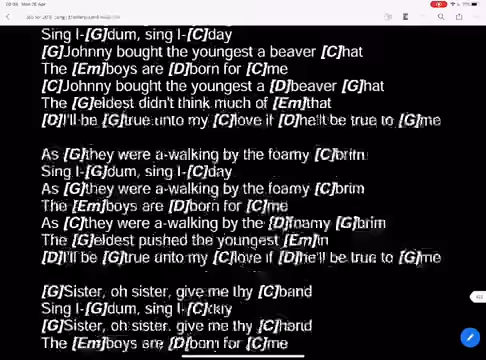 Sing I-[G]dum, sing I-[C]day
[G]Johnny bought the youngest a beaver [C]hat
The [Em]boys are [D]born for [C]me
[C]Johnny bought the youngest a [D]beaver [G]hat
The [G]eldest didn't think much of [Em]that
[D]I'll be [G]true unto my [C]love if [D]he'll be true to [G]me
As [G]they were a-walking by the foamy [C]brim
Sing I-[G]dum, sing I-[C]day
As [G]they were a-walking by the foamy [C]brim
The [Em]boys are [D]born for [C]me
As [C]they were a-walking by the [D]foamy [G]brim
The [G]eldest pushed the youngest [Em]in
[D]I'll be [G]true unto my [C]love if [D]he'll be true to [G]me
[G]Sister, oh sister, give me thy [C]hand
Sing I-[G]dum, sing I-[C]day
[G]Sister, oh sister, give me thy [C]hand
The [Em]boys are [D]born for [C]me